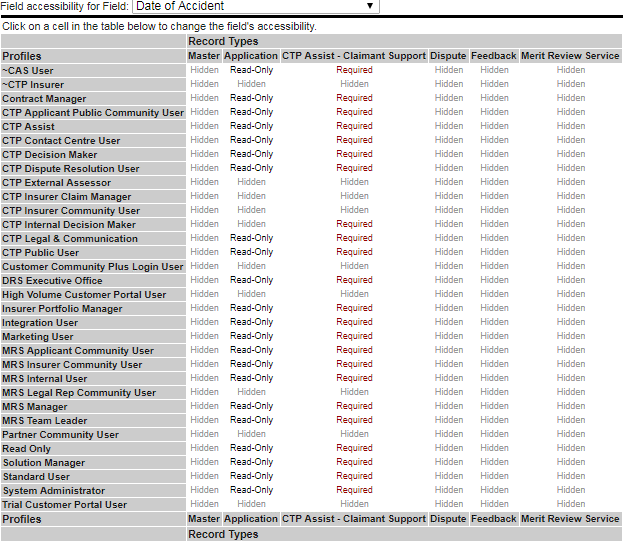 Field accessibility for Field: Date of Accident
Click on a cell in the table below to change the field's accessibility.
Record Types
Profiles Master Application CTP Assist - Claimant Support Dispute Feedback Merit Review Service
~CAS User Hidden Read-Only Required Hidden Hidden Hidden
~CTP Insurer Hidden Hidden Hidden Hidden Hidden Hidden
Contract Manager Hidden Read-Only Required Hidden Hidden Hidden
CTP Applicant Public Community User Hidden Read-Only Required Hidden Hidden Hidden
CTP Assist Hidden Read-Only Required Hidden Hidden Hidden
CTP Contact Centre User Hidden Read-Only Required Hidden Hidden Hidden
CTP Decision Maker Hidden Read-Only Required Hidden Hidden Hidden
CTP Dispute Resolution User Hidden Read-Only Required Hidden Hidden Hidden
CTP External Assessor Hidden Hidden Hidden Hidden Hidden Hidden
CTP Insurer Claim Manager Hidden Hidden Hidden Hidden Hidden Hidden
CTP Insurer Community User Hidden Hidden Hidden Hidden Hidden Hidden
CTP Internal Decision Maker Hidden Hidden Required Hidden Hidden Hidden
CTP Legal & Communication Hidden Read-Only Required Hidden Hidden Hidden
CTP Public User Hidden Read-Only Required Hidden Hidden Hidden
Customer Community Plus Login User Hidden Hidden Hidden Hidden Hidden Hidden
DRS Executive Office Hidden Read-Only Required Hidden Hidden Hidden
High Volume Customer Portal User Hidden Hidden Hidden Hidden Hidden Hidden
Insurer Portfolio Manager Hidden Read-Only Required Hidden Hidden Hidden
Integration User Hidden Read-Only Required Hidden Hidden Hidden
Marketing User Hidden Read-Only Required Hidden Hidden Hidden
MRS Applicant Community User Hidden Read-Only Required Hidden Hidden Hidden
MRS Insurer Community User Hidden Read-Only Required Hidden Hidden Hidden
MRS Internal User Hidden Read-Only Required Hidden Hidden Hidden
MRS Legal Rep Community User Hidden Hidden Hidden Hidden Hidden Hidden
MRS Manager Hidden Read-Only Required Hidden Hidden Hidden
MRS Team Leader Hidden Read-Only Required Hidden Hidden Hidden
Partner Community User Hidden Hidden Hidden Hidden Hidden Hidden
Read Only Hidden Read-Only Required Hidden Hidden Hidden
Solution Manager Hidden Read-Only Required Hidden Hidden Hidden
Standard User Hidden Read-Only Required Hidden Hidden Hidden
System Administrator Hidden Read-Only Required Hidden Hidden Hidden
Trial Customer Portal User Hidden Hidden Hidden Hidden Hidden Hidden
Profiles Master Application CTP Assist - Claimant Support Dispute Feedback Merit Review Service
Record Types